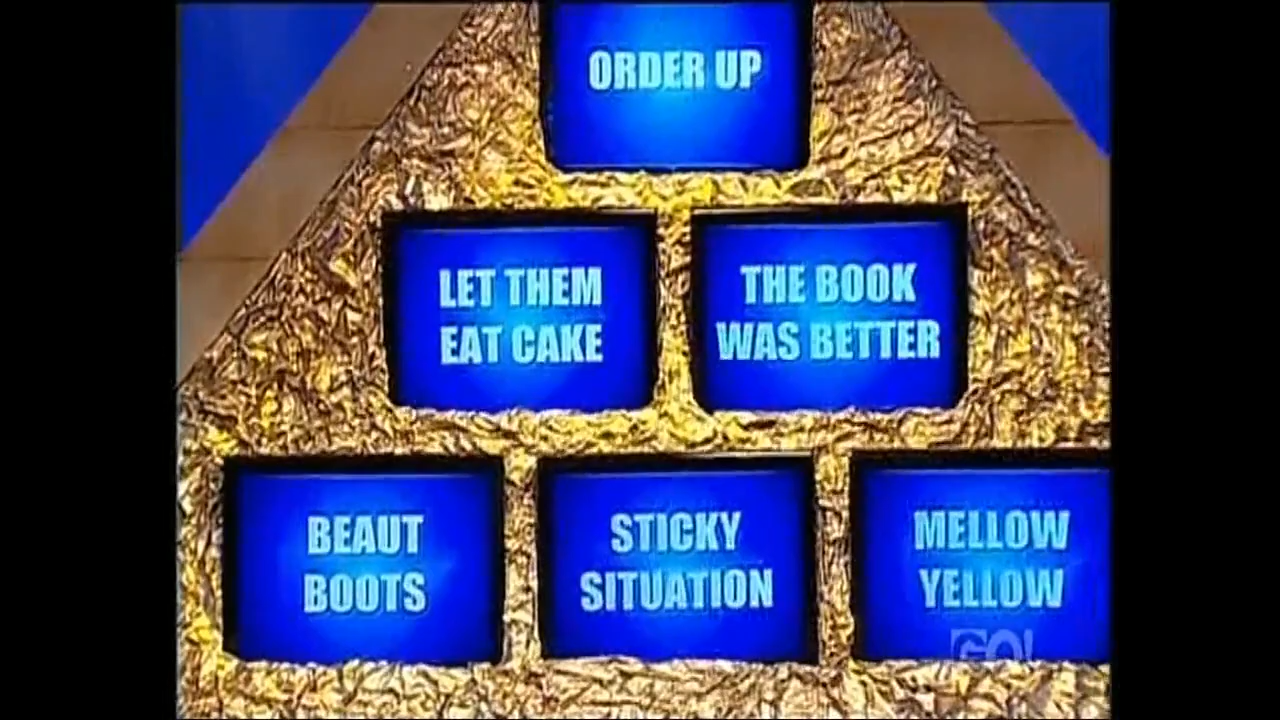 ORDER UP
LET THEM
EAT CAKE
THE BOOK
WAS BETTER
BEAUT
BOOTS
STICKY
SITUATION
MELLOW
YELLOW
GO!